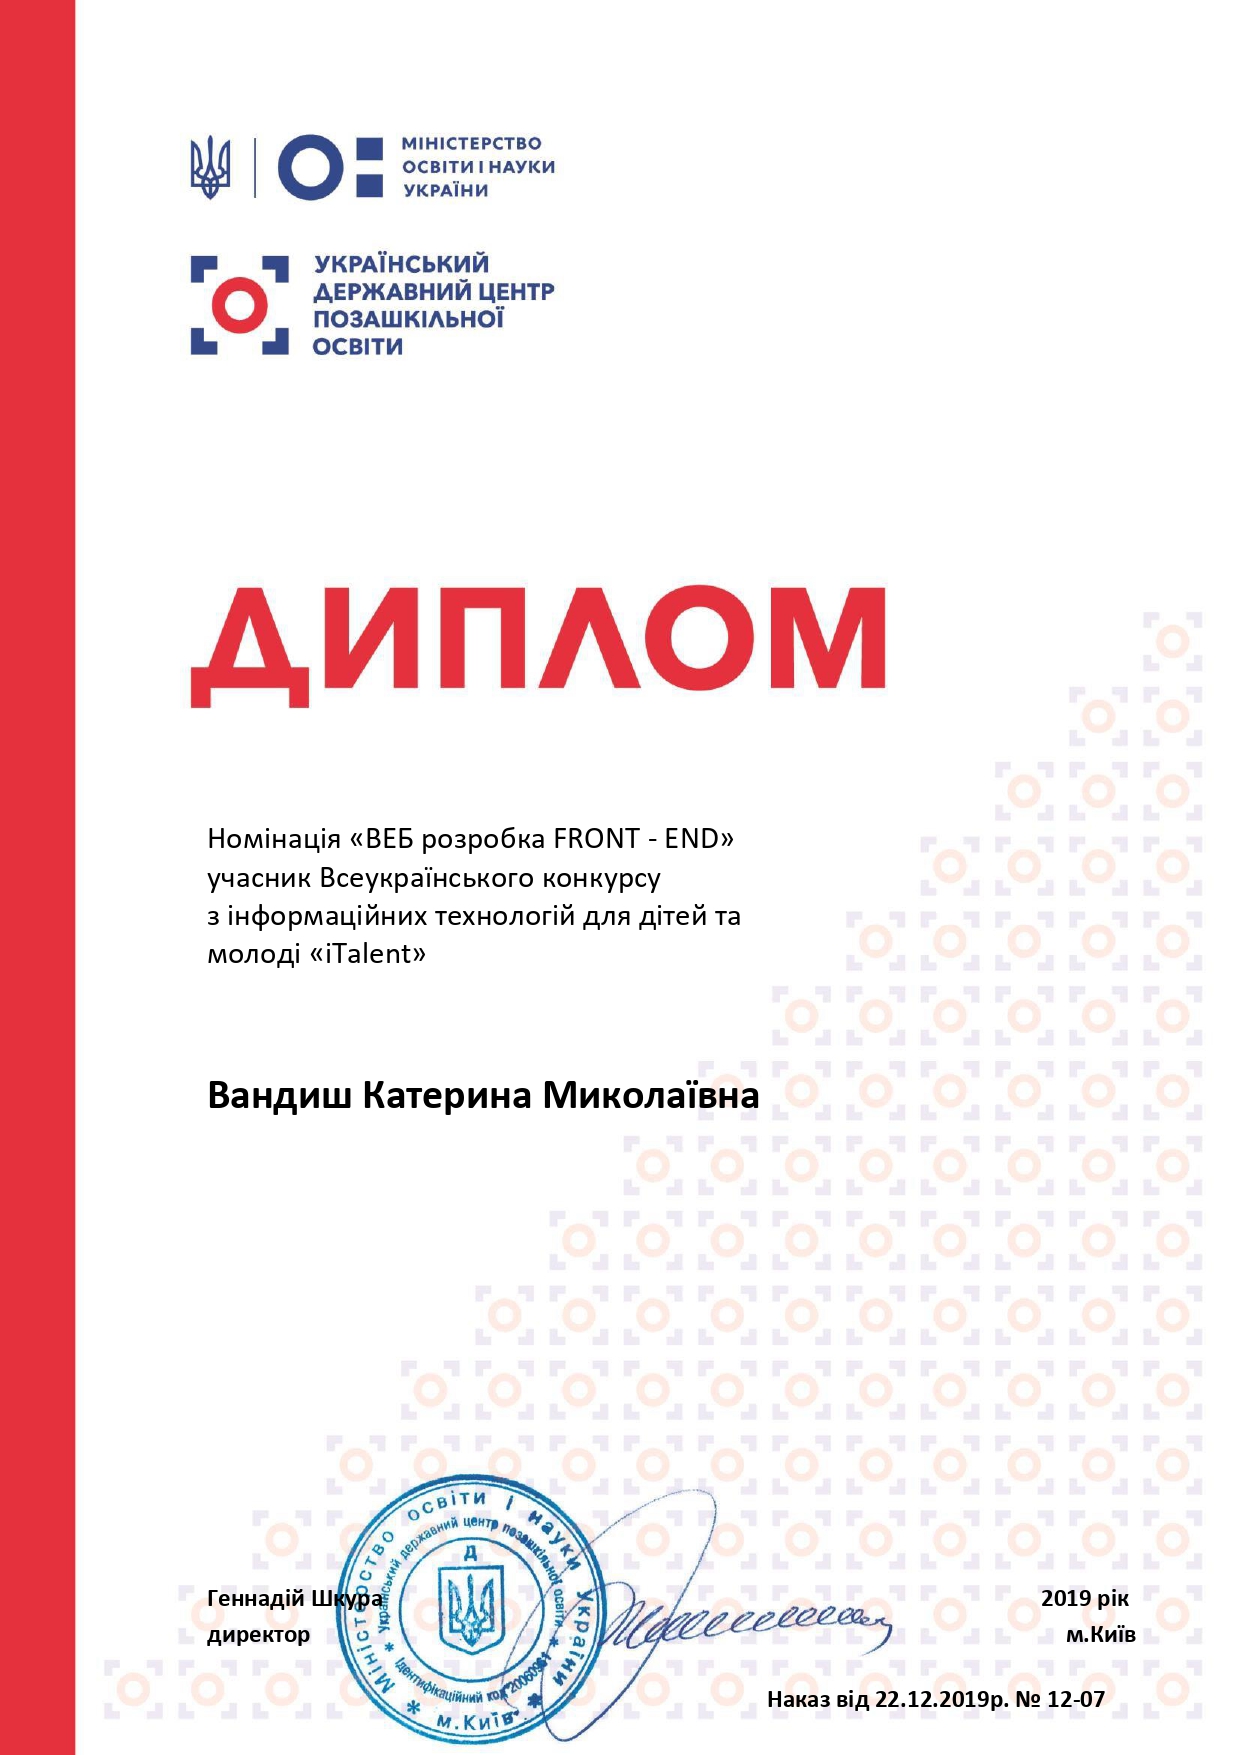 МІНІСТЕРСТВО
ОСВІТИ І НАУКИ
УКРАЇНИ
УКРАЇНСЬКИЙ
ДЕРЖАВНИЙ ЦЕНТР
ПОЗАШКІЛЬНОЇ
ОСВІТИ
ДИПЛОМ
Номінація «ВЕБ розробка FRONT - END»
учасник Всеукраїнського конкурсу
з інформаційних технологій для дітей та
молоді «iTalent»
Вандиш Катерина Миколаївна
Міністерство освіти і науки України
Український державний центр позашкільної освіти
Д
Ідентифікаційний код
м.Київ
Геннадій Шкура
директор
2019 рік
м.Київ
Наказ від 22.12.2019р. № 12-07